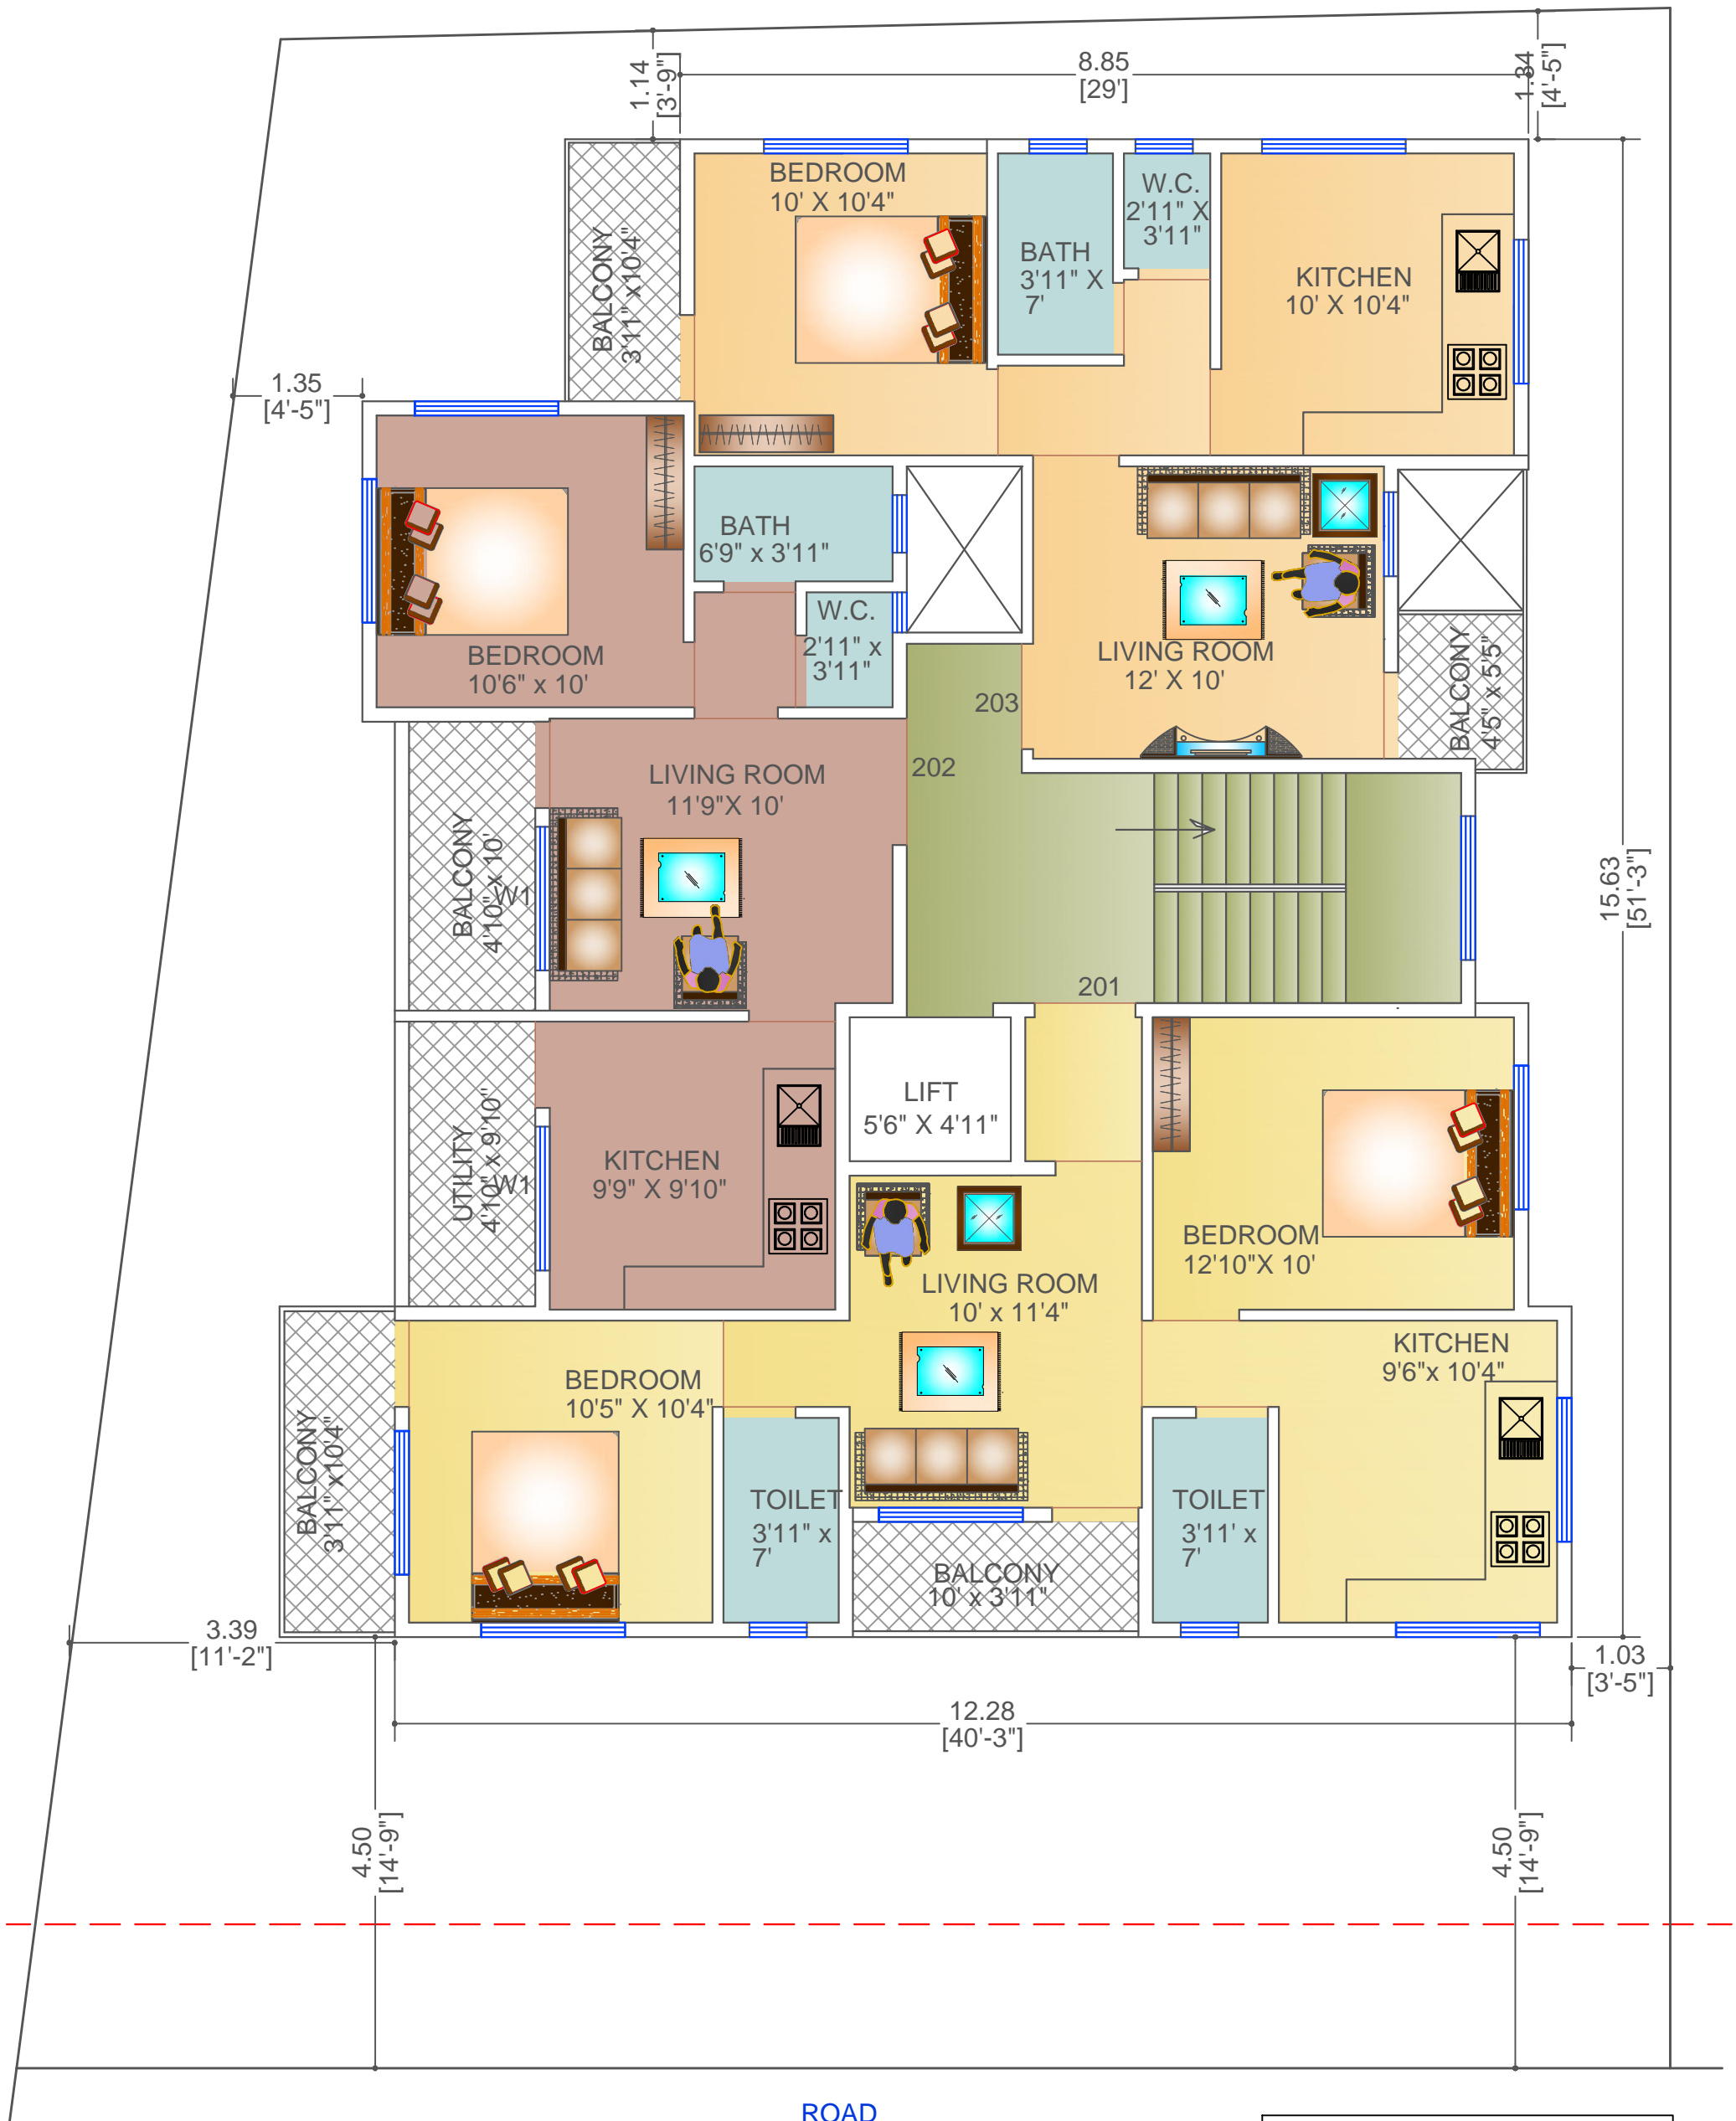 8.85
[29']
1.14
[3'-9"]
1.34
[4'-5"]
BEDROOM
10' X 10'4"
W.C.
2'11" X
3'11"
BATH
3'11" X
7'
KITCHEN
10' X 10'4"
BALCONY
3'11" x10'4"
1.35
[4'-5"]
BATH
6'9" x 3'11"
W.C.
2'11" x
3'11"
BEDROOM
10'6" x 10'
LIVING ROOM
12' X 10'
BALCONY
4'5" x 5'5"
203
202
LIVING ROOM
11'9"X 10'
BALCONY
4'10" x 10'
W1
15.63
[51'-3"]
201
LIFT
5'6" X 4'11"
UTILITY
4'10" x 9'10"
W1
KITCHEN
9'9" X 9'10"
BEDROOM
12'10"X 10'
LIVING ROOM
10' x 11'4"
KITCHEN
9'6"x 10'4"
BEDROOM
10'5" X 10'4"
BALCONY
3'11" x10'4"
TOILET
3'11" x
7'
TOILET
3'11' x
7'
BALCONY
10' x 3'11"
3.39
[11'-2"]
1.03
[3'-5"]
12.28
[40'-3"]
4.50
[14'-9"]
4.50
[14'-9"]
ROAD